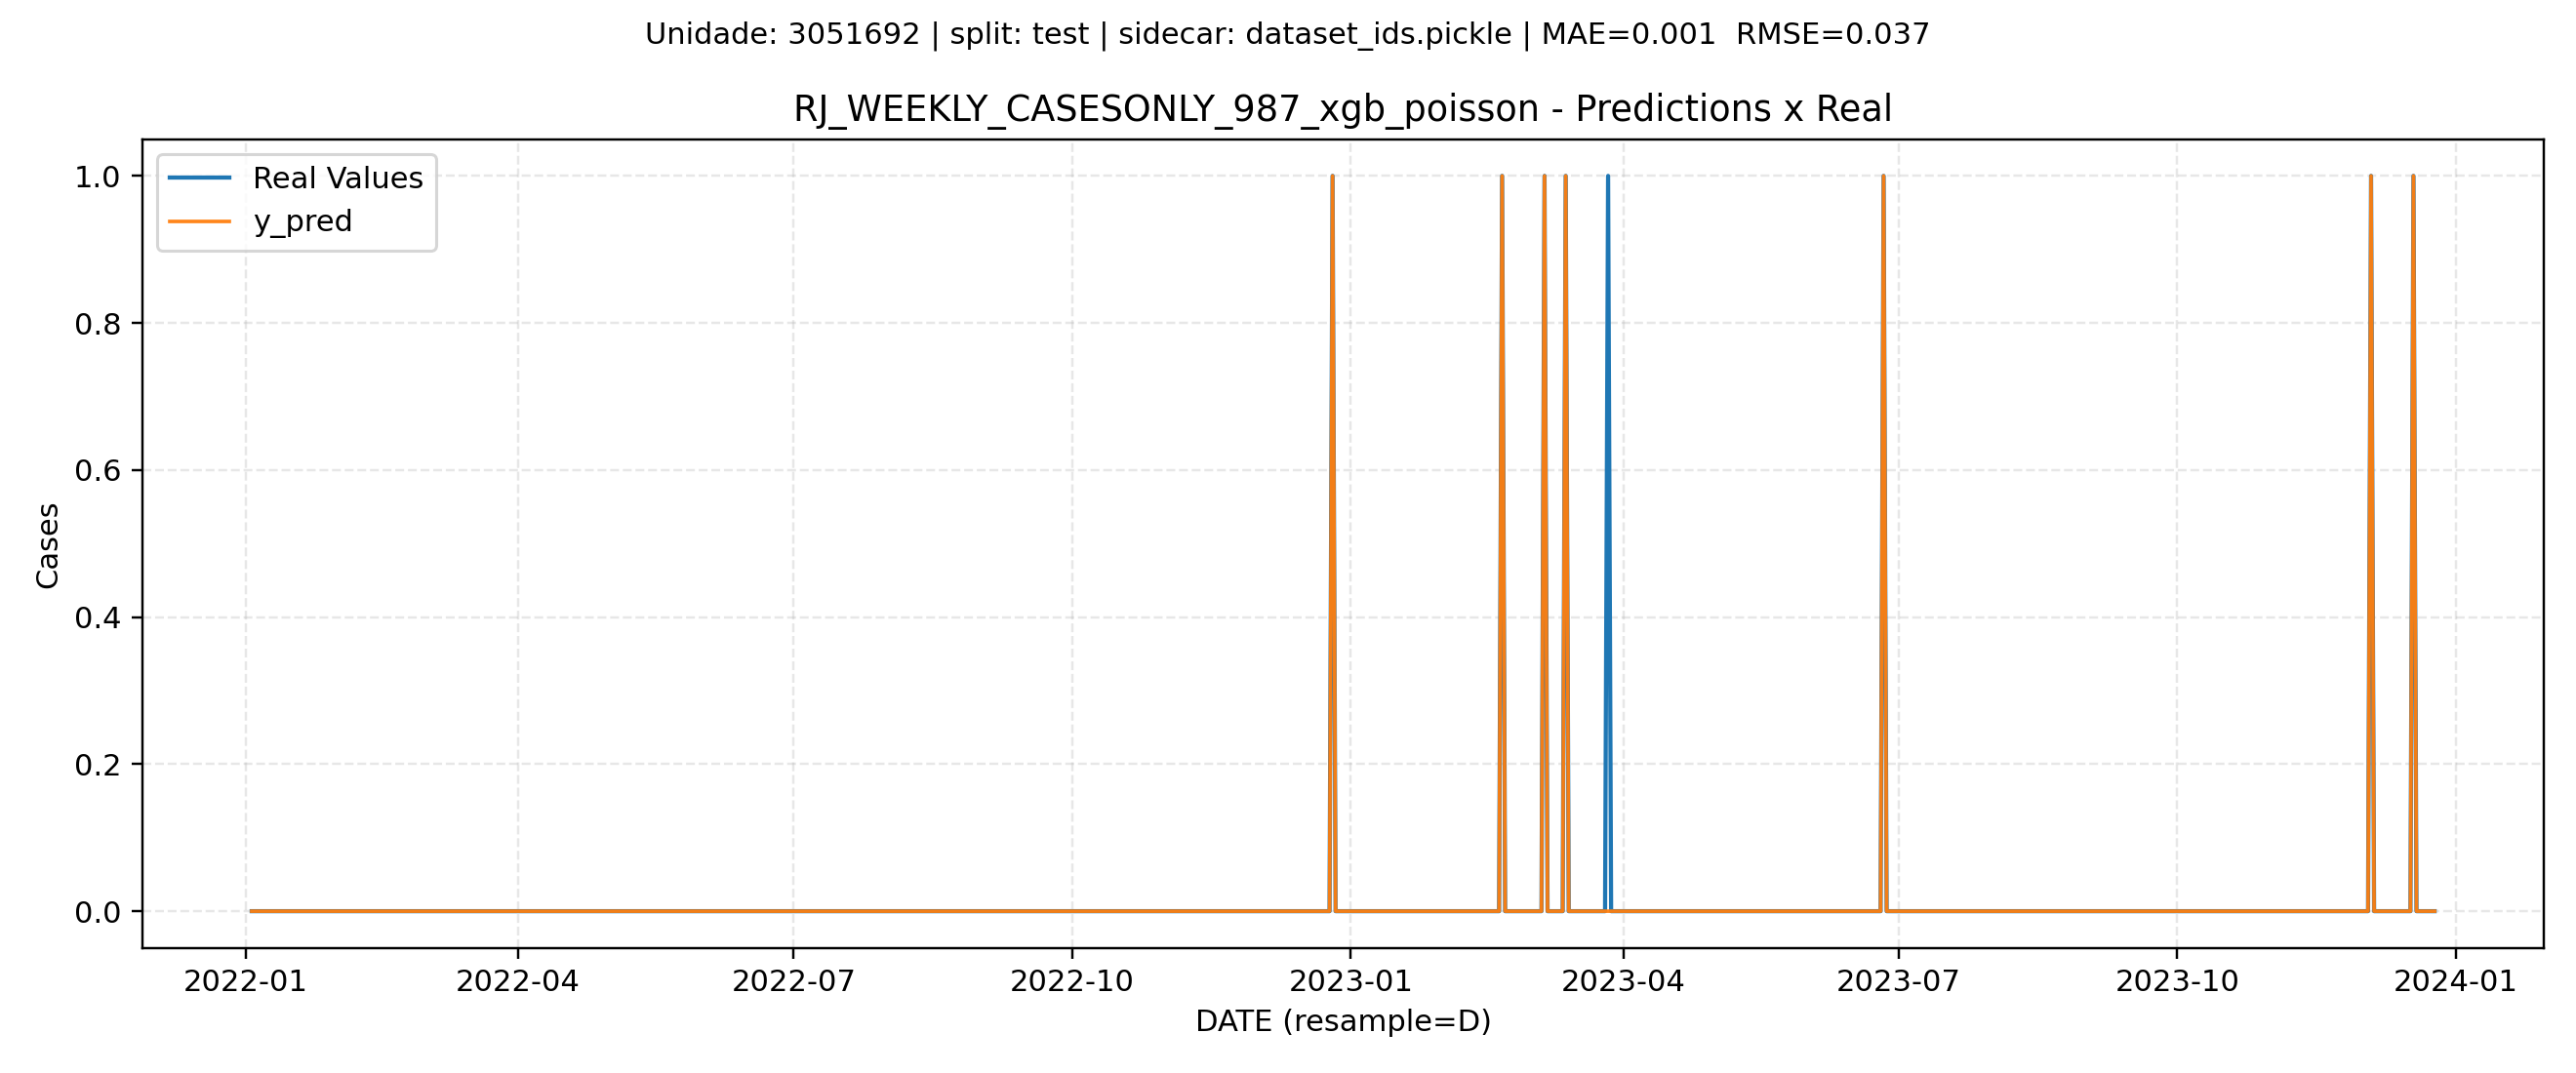 Unidade: 3051692 | split: test | sidecar: dataset_ids.pickle | MAE=0.001  RMSE=0.037
RJ_WEEKLY_CASESONLY_987_xgb_poisson - Predictions x Real
Real Values
y_pred
1.0
0.8
0.6
0.4
0.2
0.0
Cases
2022-01
2022-04
2022-07
2022-10
2023-01
2023-04
2023-07
2023-10
2024-01
DATE (resample=D)